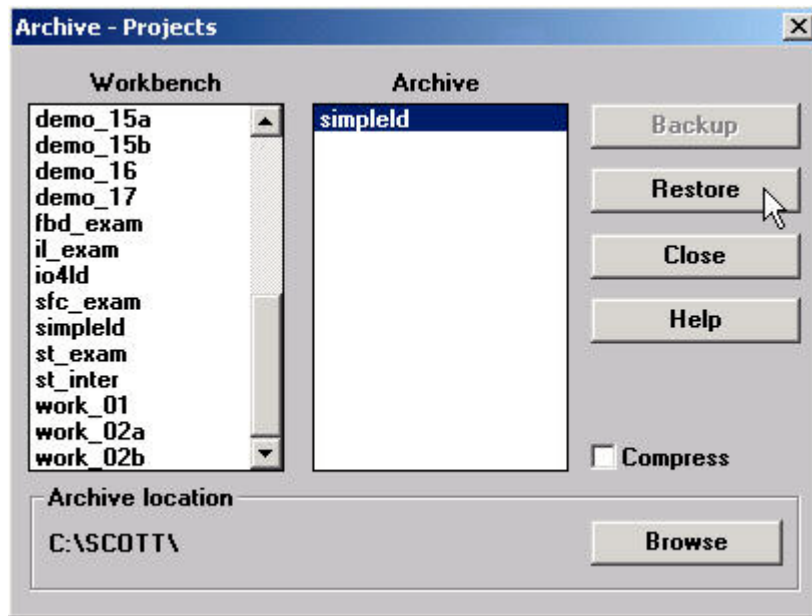 Archive - Projects
Workbench
demo_15a
demo_15b
demo_16
demo_17
fbd_exam
il_exam
io4ld
sfc_exam
simpleld
st_exam
st_inter
work_01
work_02a
work_02b
Archive
simpleld
Backup
Restore
Close
Help
Compress
Archive location
C:\SCOTT\
Browse